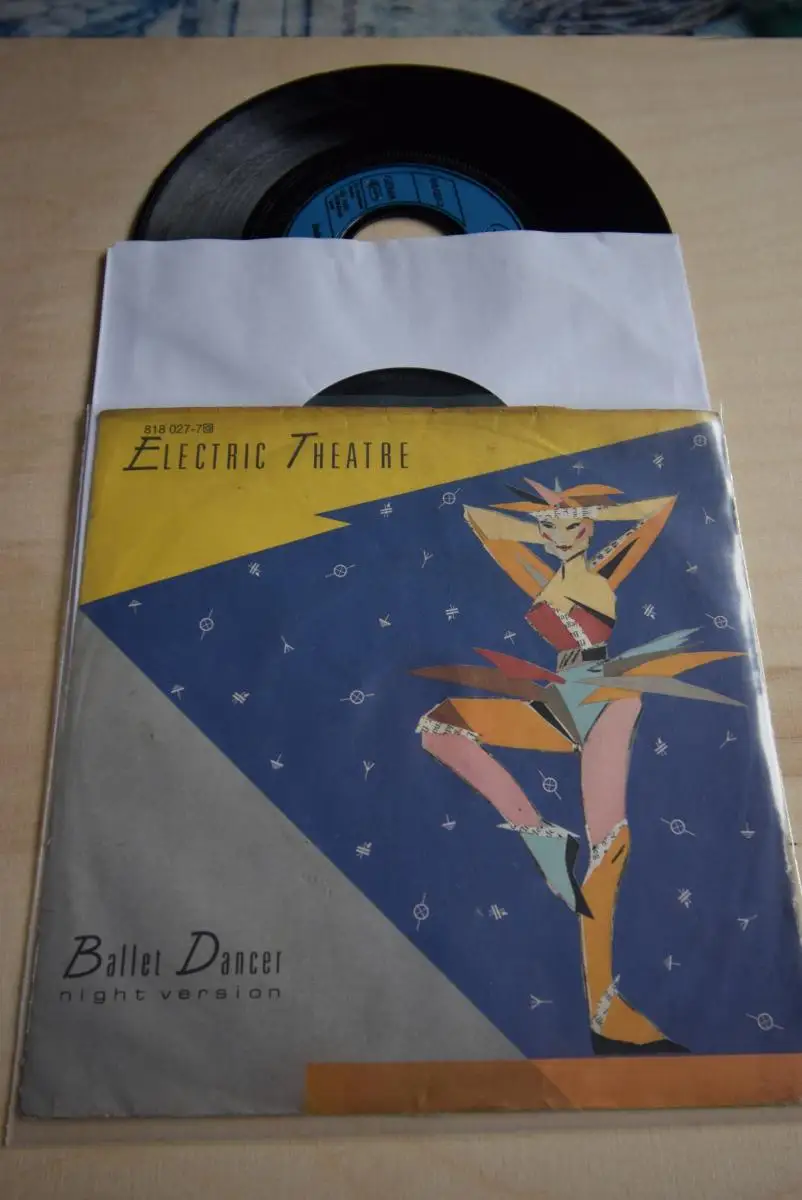 818 027-7
ELECTRIC THEATRE
Ballet Dancer
night version